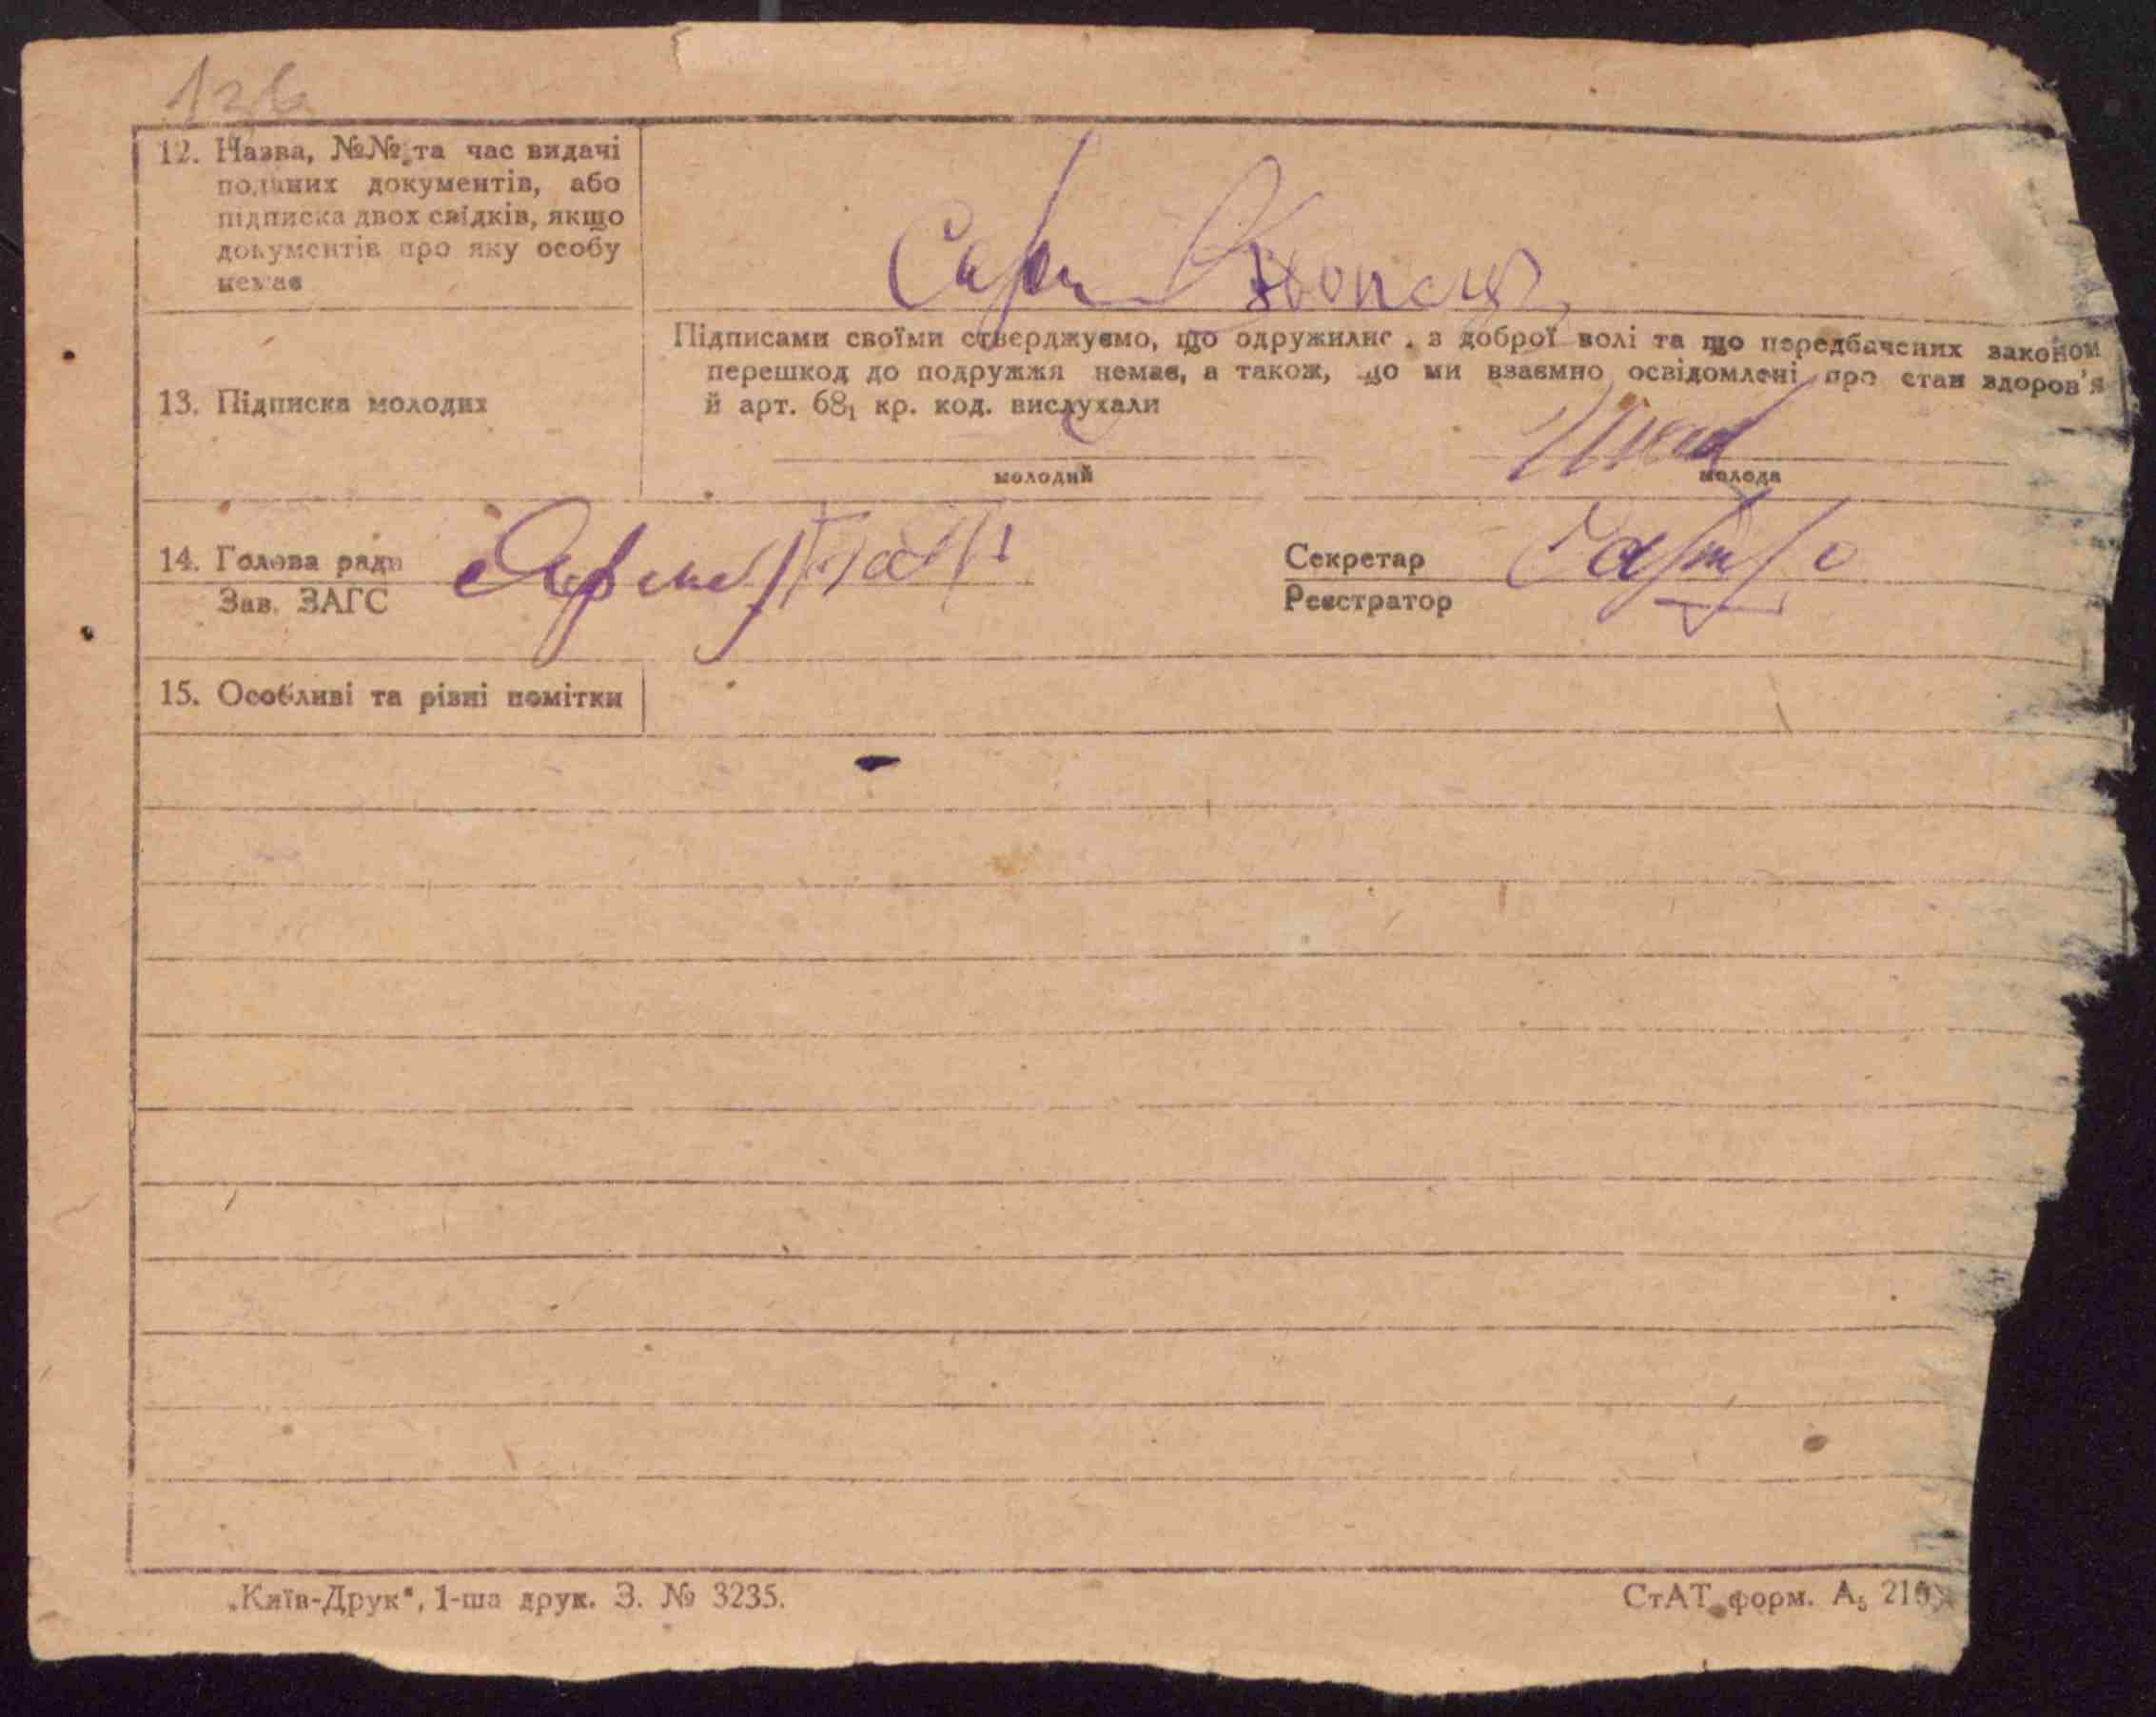 12. Назва, №№ та час видачі
поданих документів, або
підписка двох свідків, якщо
документів про яку особу
немає
Підписами своїми стверджуємо, що одружились з доброї волі та що передбачених законом
перешкод до подружжя немає, а також, що ми взаємно освідомлені про стан здоров'я
й арт. 68₁ кр. код. вислухали
13. Підписка молодих
молодий
молода
14. Голова ради
Зав. ЗАГС
Секретар
Реєстратор
15. Особливі та різні помітки
„Київ-Друк“, 1-ша друк. З. № 3235.
СтАТ форм. А₅ 210